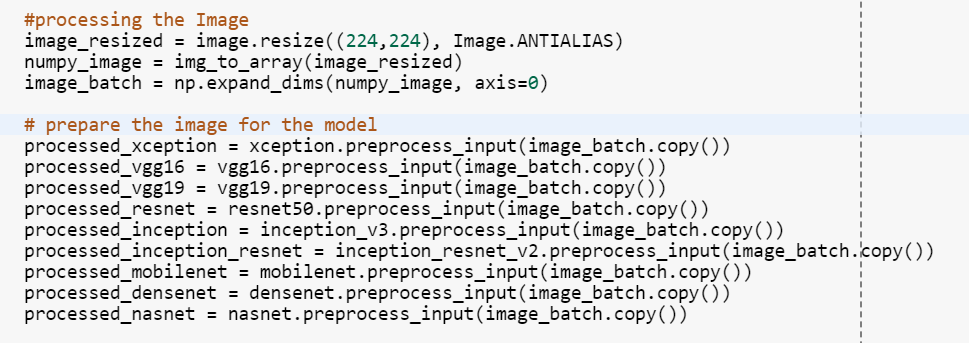 #processing the Image
image_resized = image.resize((224,224), Image.ANTIALIAS)
numpy_image = img_to_array(image_resized)
image_batch = np.expand_dims(numpy_image, axis=0)
# prepare the image for the model
processed_xception = xception.preprocess_input(image_batch.copy())
processed_vgg16 = vgg16.preprocess_input(image_batch.copy())
processed_vgg19 = vgg19.preprocess_input(image_batch.copy())
processed_resnet = resnet50.preprocess_input(image_batch.copy())
processed_inception = inception_v3.preprocess_input(image_batch.copy())
processed_inception_resnet = inception_resnet_v2.preprocess_input(image_batch.copy())
processed_mobilenet = mobilenet.preprocess_input(image_batch.copy())
processed_densenet = densenet.preprocess_input(image_batch.copy())
processed_nasnet = nasnet.preprocess_input(image_batch.copy())